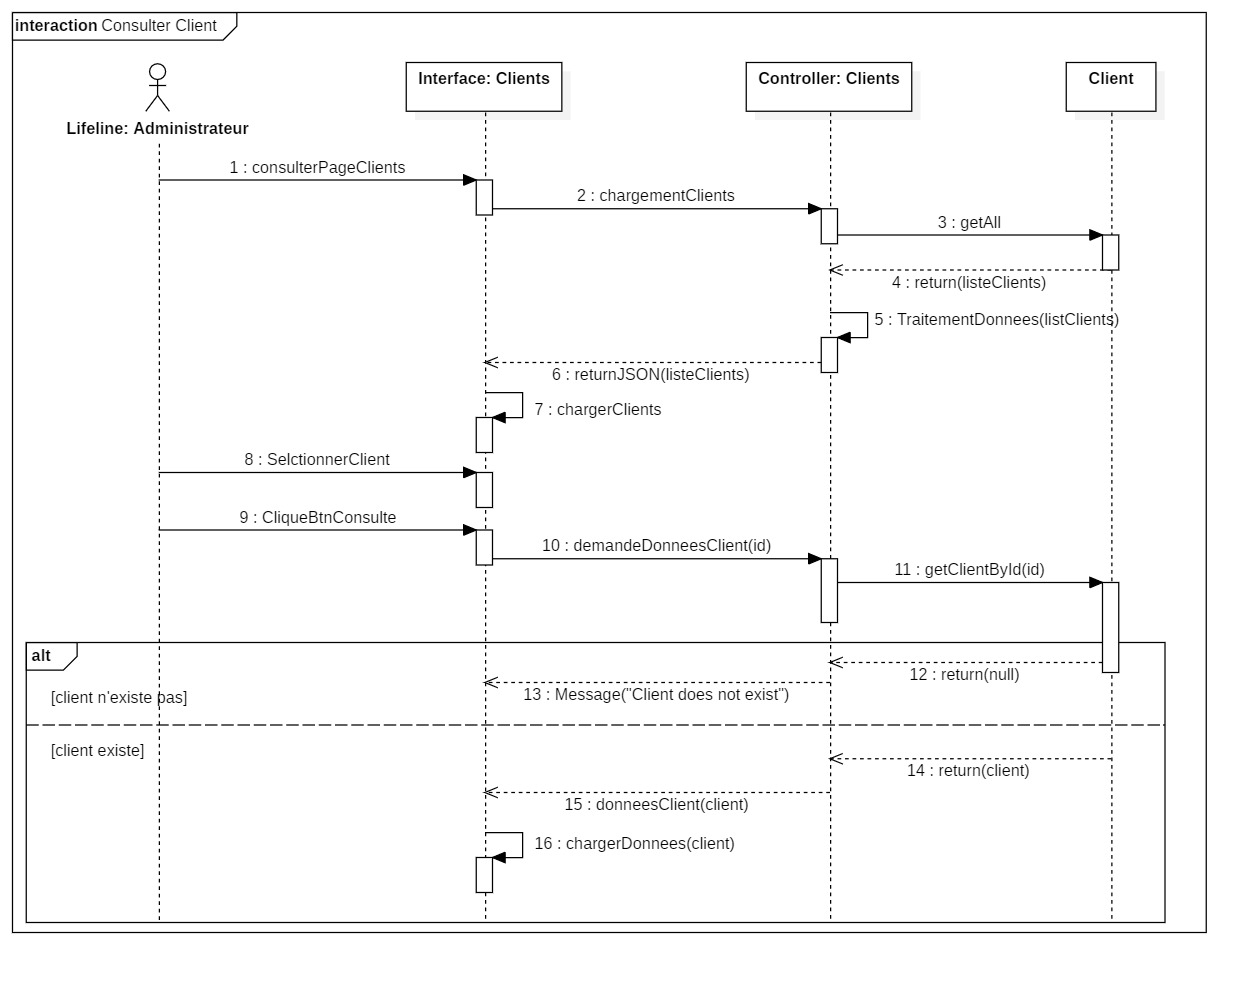 interaction Consulter Client
Interface: Clients
Controller: Clients
Client
Lifeline: Administrateur
1 : consulterPageClients
2 : chargementClients
3 : getAll
4 : return(listeClients)
5 : TraitementDonnees(listClients)
6 : returnJSON(listeClients)
7 : chargerClients
8 : SelctionnerClient
9 : CliqueBtnConsulte
10 : demandeDonneesClient(id)
11 : getClientById(id)
alt
12 : return(null)
13 : Message("Client does not exist")
[client n'existe pas]
[client existe]
14 : return(client)
15 : donneesClient(client)
16 : chargerDonnees(client)